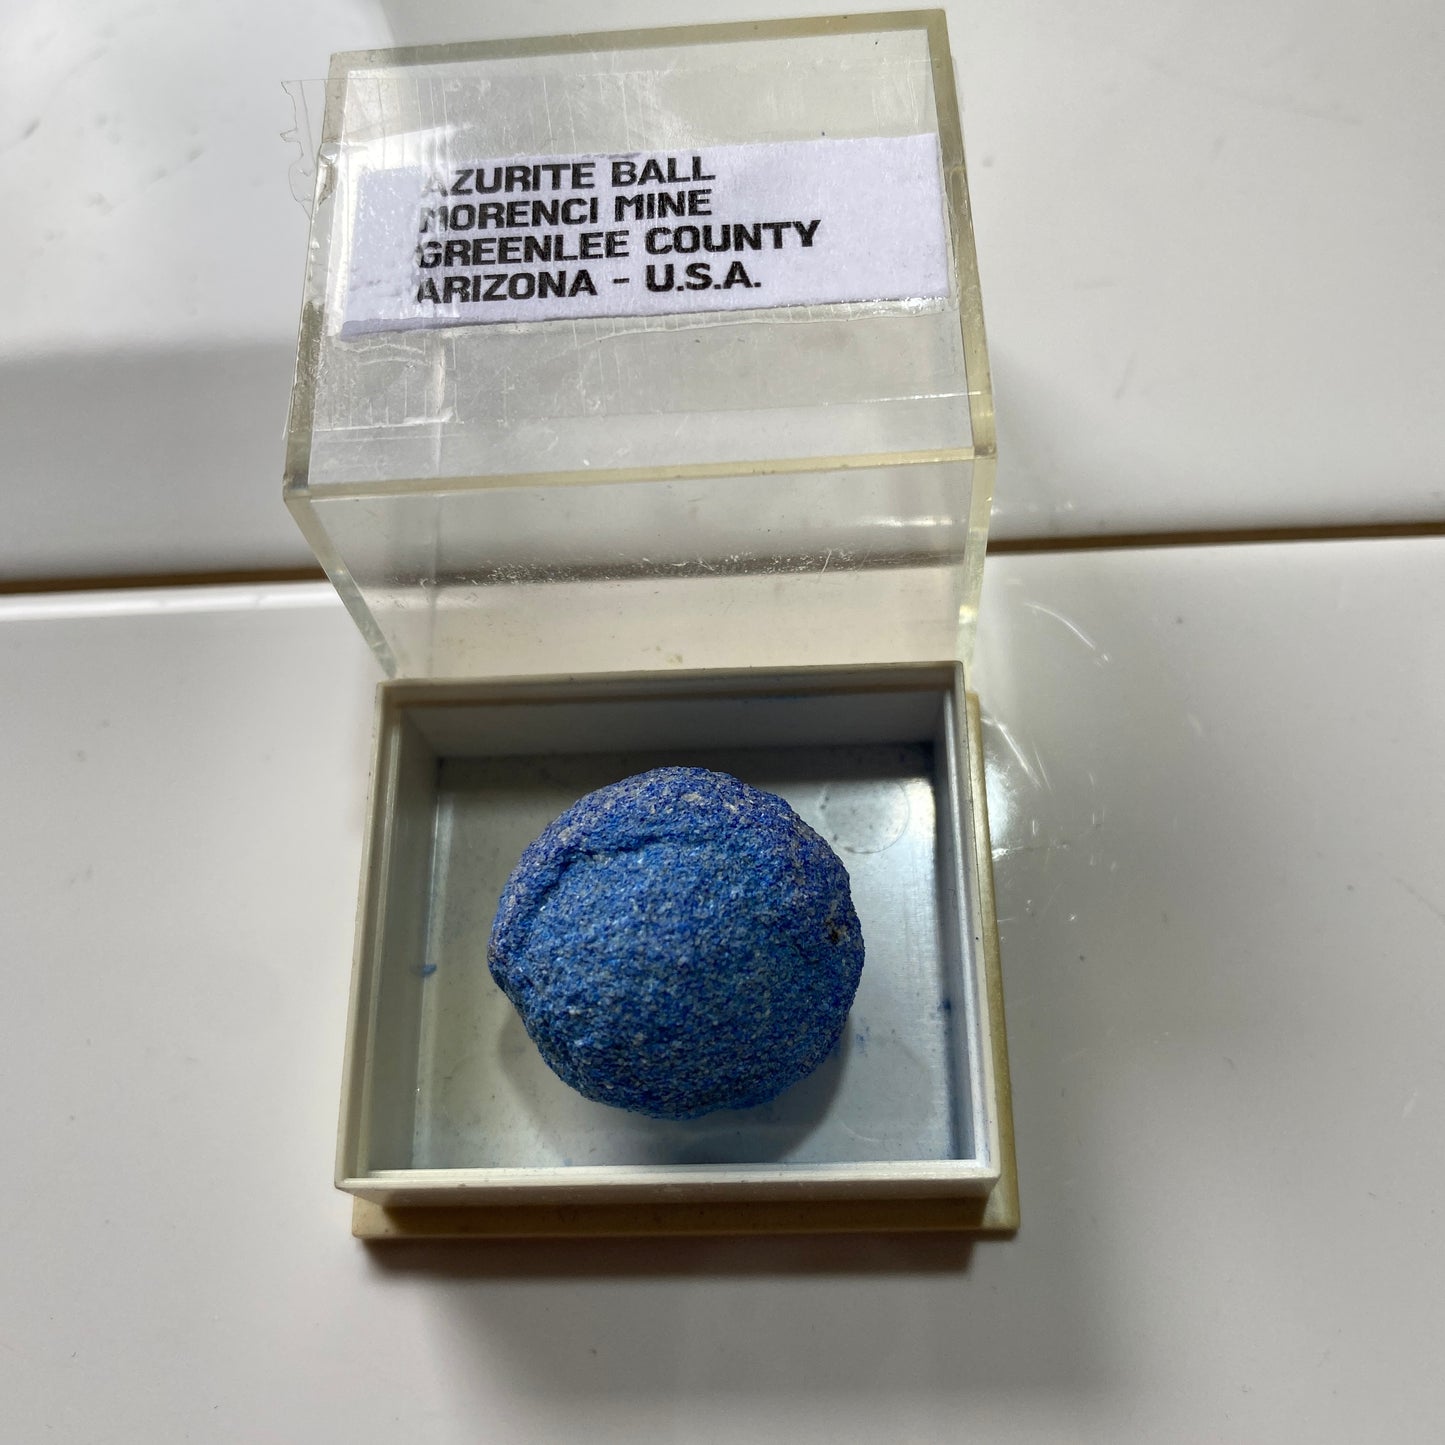 AZURITE BALL
MORENCI MINE
GREENLEE COUNTY
ARIZONA - U.S.A.